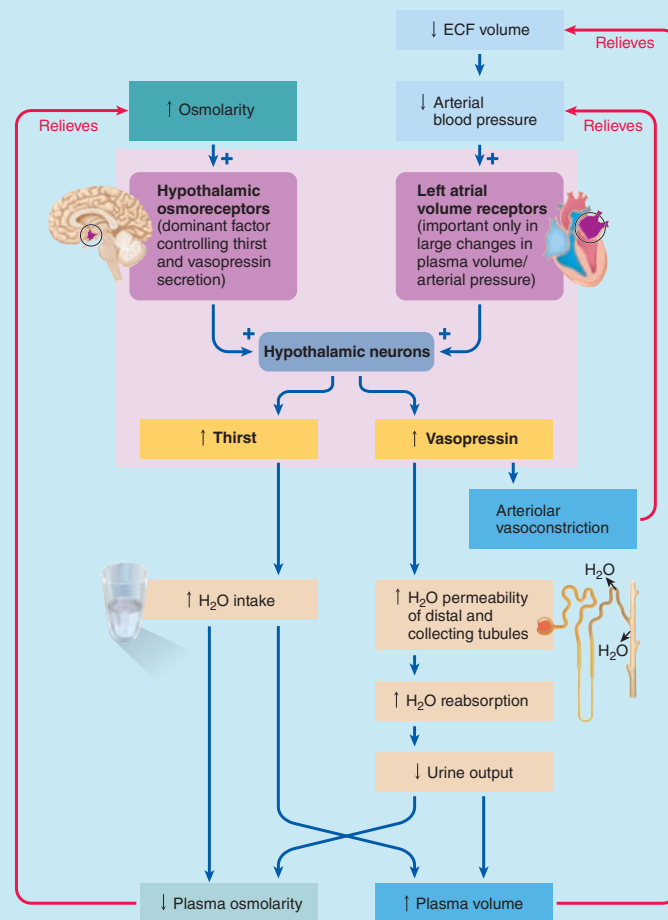 ↓ ECF volume
Relieves
↑ Osmolarity
↓ Arterial
blood pressure
Relieves
Relieves
+
+
Hypothalamic
osmoreceptors
(dominant factor
controlling thirst
and vasopressin
secretion)
Left atrial
volume receptors
(important only in
large changes in
plasma volume/
arterial pressure)
+
+
Hypothalamic neurons
↑ Thirst
↑ Vasopressin
Arteriolar
vasoconstriction
↑ H₂O intake
↑ H₂O permeability
of distal and
collecting tubules
H₂O
H₂O
↑ H₂O reabsorption
↓ Urine output
↓ Plasma osmolarity
↑ Plasma volume